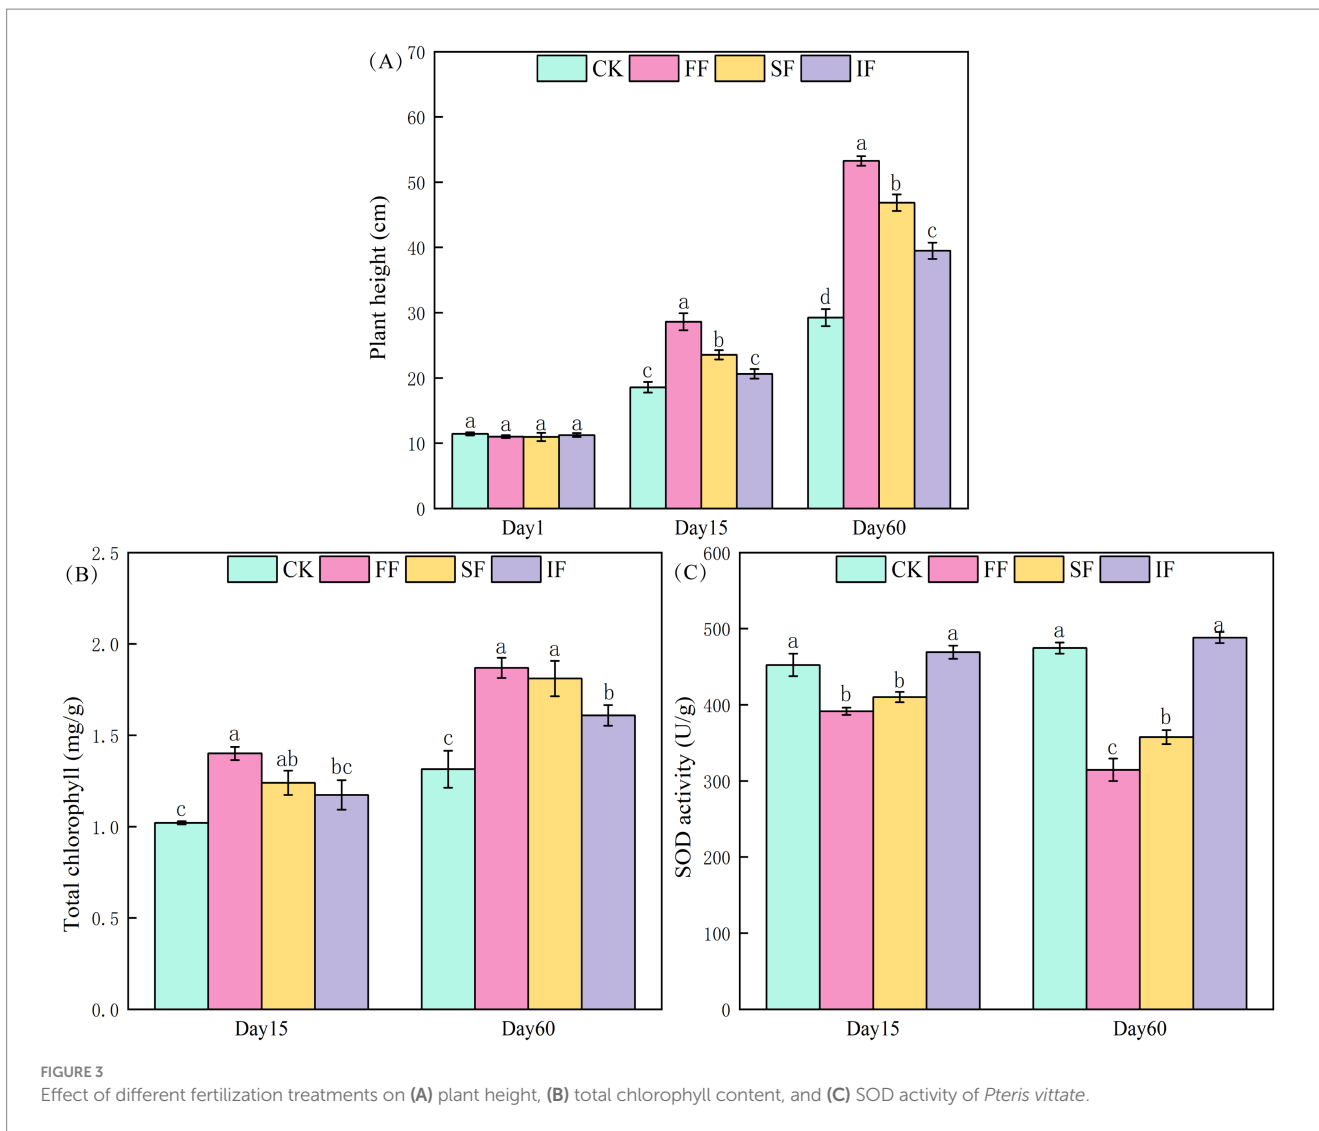 (A)
70
60
50
40
30
20
10
0
Plant height (cm)
CK FF SF IF
a a a a
c a b c
d a b c
Day1 Day15 Day60
(B)
2.5
2.0
1.5
1.0
0.5
0.0
Total chlorophyll (mg/g)
CK FF SF IF
c a ab bc
c a a b
Day15 Day60
(C)
600
500
400
300
200
100
0
SOD activity (U/g)
CK FF SF IF
a b b a
a c b a
Day15 Day60
FIGURE 3
Effect of different fertilization treatments on (A) plant height, (B) total chlorophyll content, and (C) SOD activity of Pteris vittate.